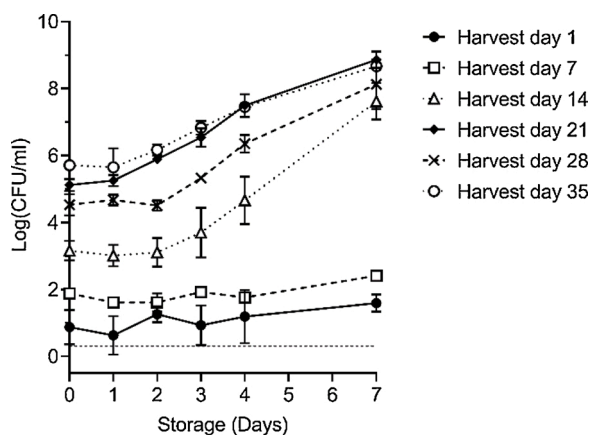 10
8
6
4
2
0
Log(CFU/ml)
0 1 2 3 4 5 6 7
Storage (Days)
Harvest day 1
Harvest day 7
Harvest day 14
Harvest day 21
Harvest day 28
Harvest day 35